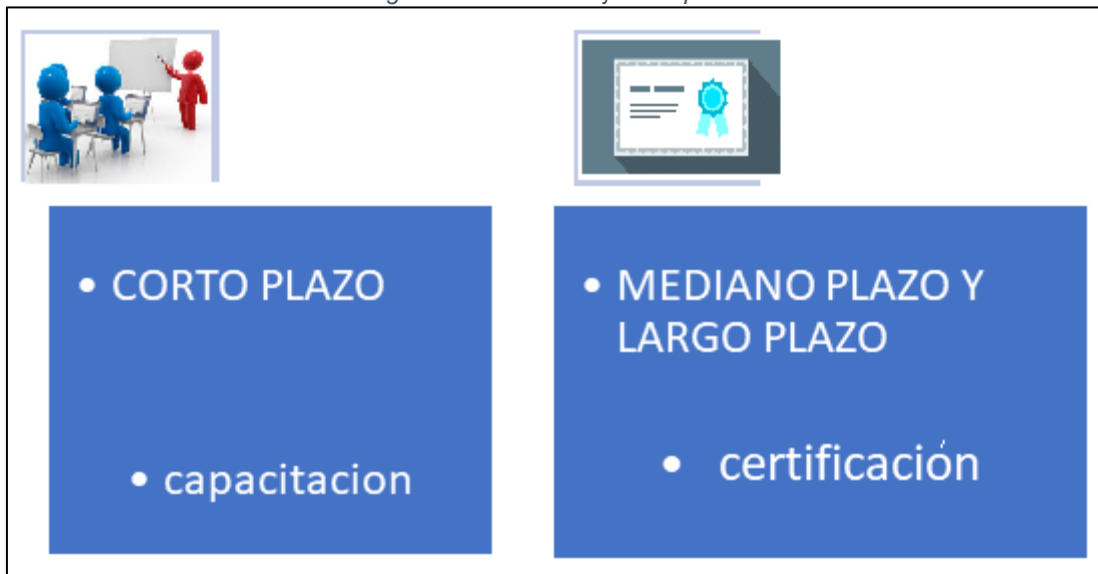 • CORTO PLAZO
• capacitacion
• MEDIANO PLAZO Y
LARGO PLAZO
• certificación